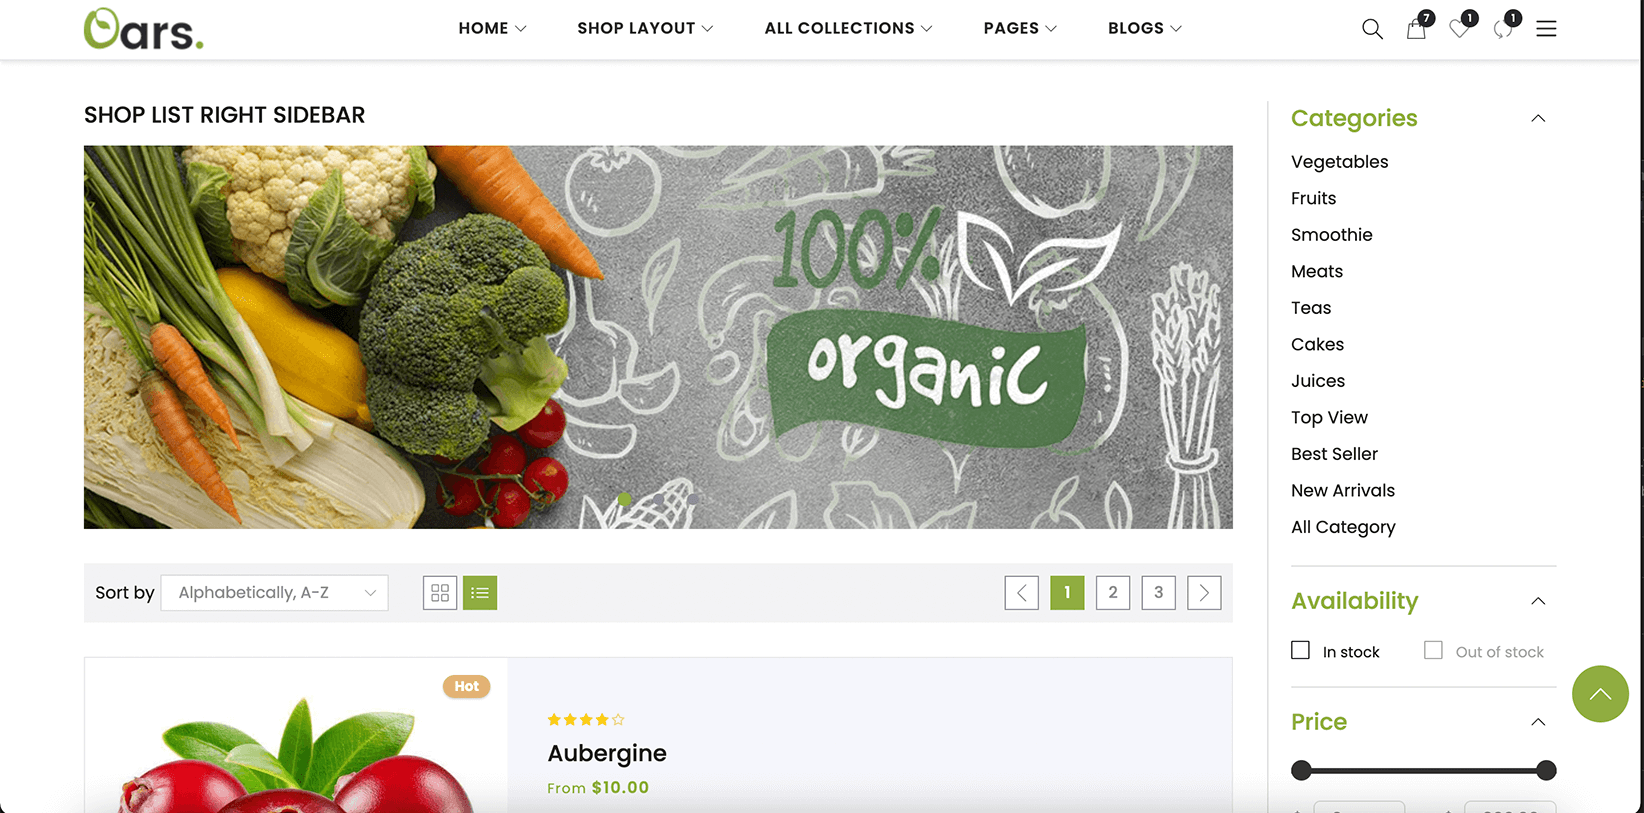 Oars.
HOME
SHOP LAYOUT
ALL COLLECTIONS
PAGES
BLOGS
7
1
1
SHOP LIST RIGHT SIDEBAR
100%
organic
Sort by
Alphabetically, A-Z
1
2
3
Hot
Aubergine
From $10.00
Categories
Vegetables
Fruits
Smoothie
Meats
Teas
Cakes
Juices
Top View
Best Seller
New Arrivals
All Category
Availability
In stock
Out of stock
Price